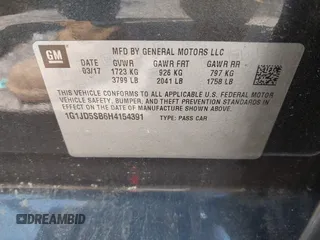 GM
MFD BY GENERAL MOTORS LLC
DATE GVWR GAWR FRT GAWR RR
03/17 1723 KG 926 KG 797 KG
3799 LB 2041 LB 1758 LB
THIS VEHICLE CONFORMS TO ALL APPLICABLE U.S. FEDERAL MOTOR
VEHICLE SAFETY, BUMPER, AND THEFT PREVENTION STANDARDS IN
EFFECT ON THE DATE OF MANUFACTURE SHOWN ABOVE.
1G1JD5SB6H4154391 TYPE: PASS CAR
DREAMBID